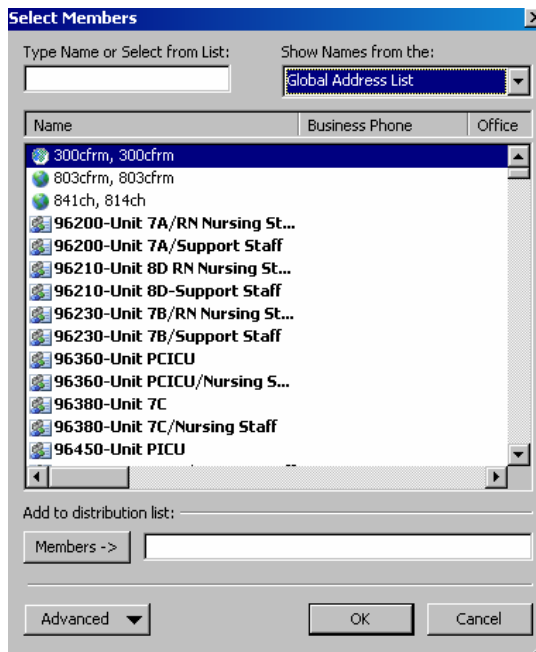 Select Members
Type Name or Select from List:
Show Names from the:
Global Address List
Name Business Phone Office
300cfrm, 300cfrm
803cfrm, 803cfrm
841ch, 814ch
96200-Unit 7A/RN Nursing St...
96200-Unit 7A/Support Staff
96210-Unit 8D RN Nursing St...
96210-Unit 8D-Support Staff
96230-Unit 7B/RN Nursing St...
96230-Unit 7B/Support Staff
96360-Unit PCICU
96360-Unit PCICU/Nursing S...
96380-Unit 7C
96380-Unit 7C/Nursing Staff
96450-Unit PICU
Add to distribution list:
Members ->
Advanced
OK
Cancel